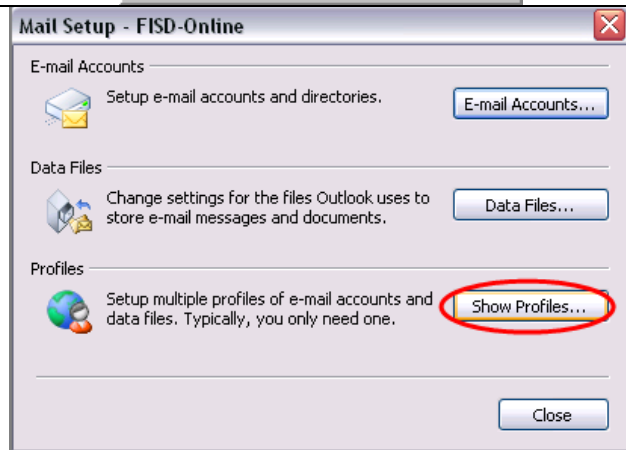 Mail Setup - FISD-Online
E-mail Accounts
Setup e-mail accounts and directories.
E-mail Accounts...
Data Files
Change settings for the files Outlook uses to
store e-mail messages and documents.
Data Files...
Profiles
Setup multiple profiles of e-mail accounts and
data files. Typically, you only need one.
Show Profiles...
Close